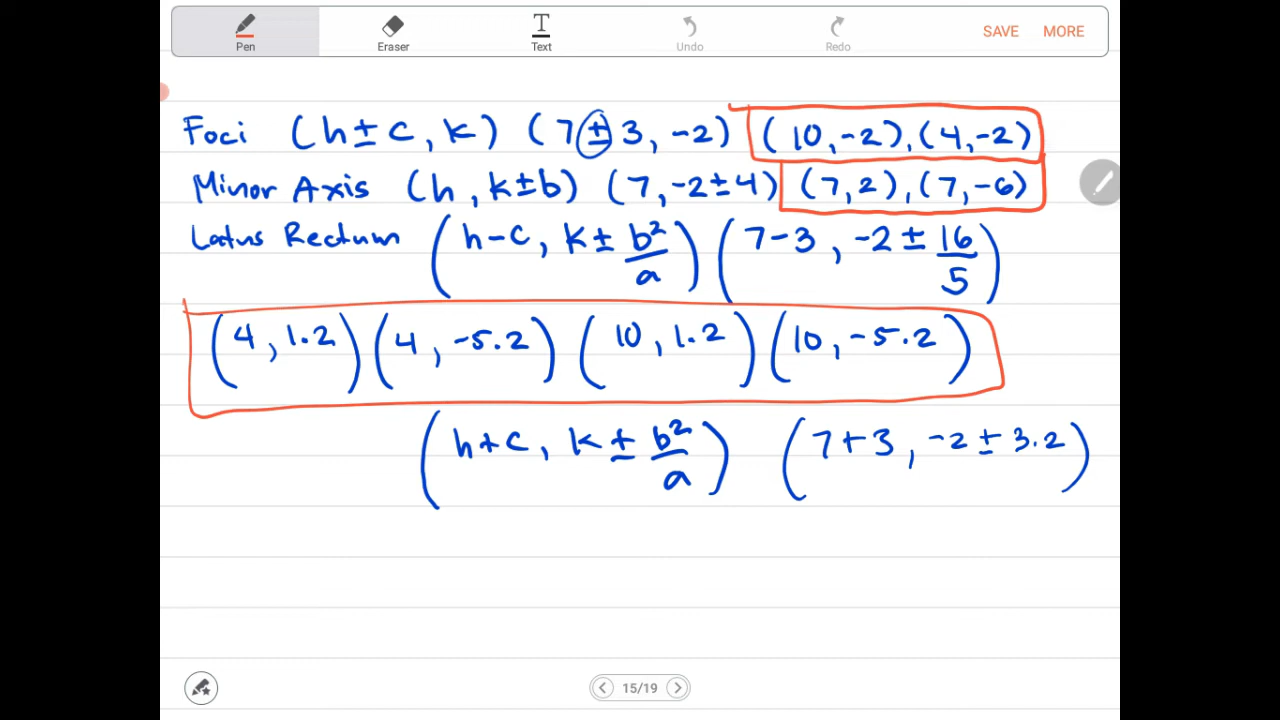 Pen Eraser Text Undo Redo SAVE MORE
Foci (h±c, k) (7±3, -2) (10,-2),(4,-2)
Minor Axis (h, k±b) (7,-2±4) (7,2),(7,-6)
Latus Rectum (h-c, k± b²/a) (7-3, -2± 16/5)
(4, 1.2) (4, -5.2) (10, 1.2) (10, -5.2)
(h+c, k± b²/a) (7+3, -2±3.2)
15/19